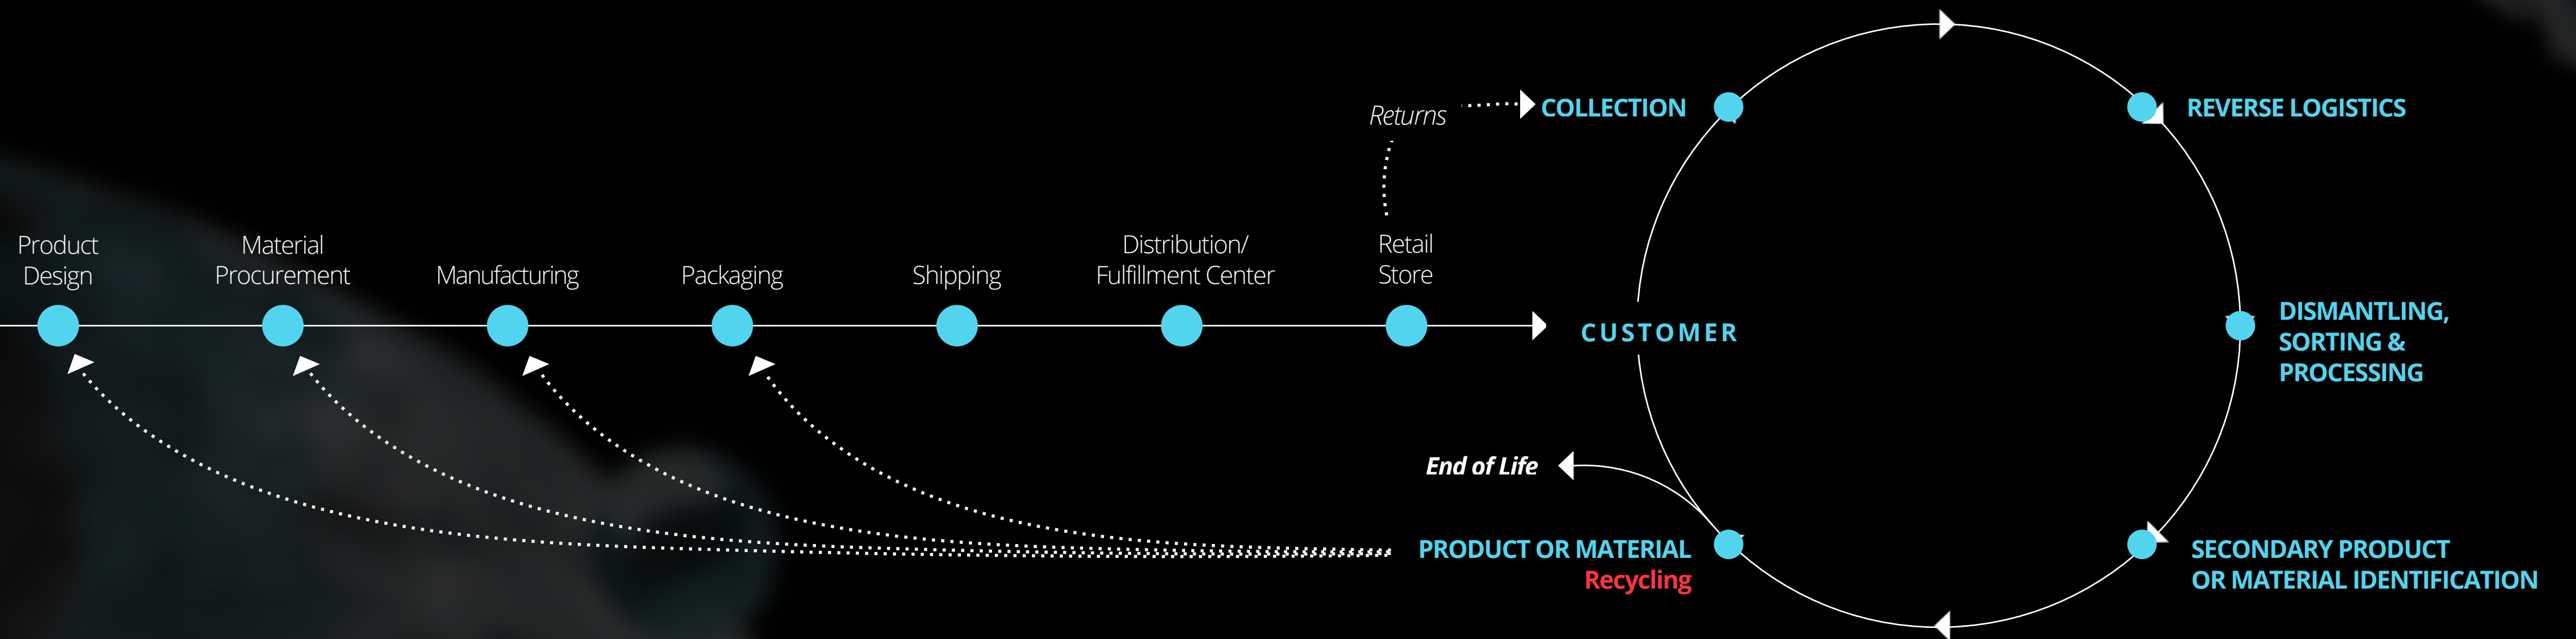 Product
Design
Material
Procurement
Manufacturing
Packaging
Shipping
Distribution/
Fulfillment Center
Retail
Store
Returns
COLLECTION
REVERSE LOGISTICS
CUSTOMER
DISMANTLING,
SORTING &
PROCESSING
End of Life
PRODUCT OR MATERIAL
Recycling
SECONDARY PRODUCT
OR MATERIAL IDENTIFICATION